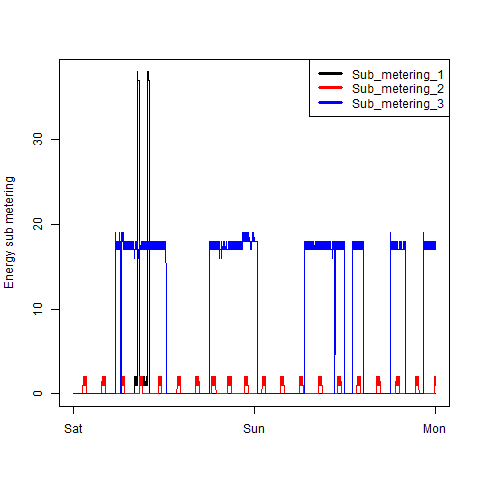 Sub_metering_1
Sub_metering_2
Sub_metering_3
Energy sub metering
30
20
10
0
Sat
Sun
Mon